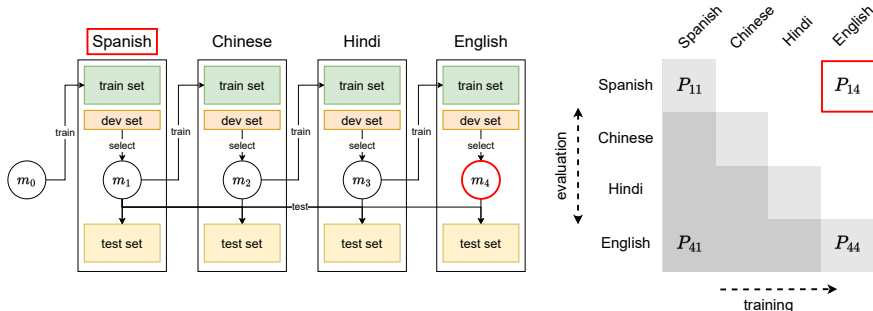 Spanish Chinese Hindi English
train set train set train set train set
dev set dev set dev set dev set
train train train train
select select select select
m₀ m₁ m₂ m₃ m₄
test
test set test set test set test set
Spanish Chinese Hindi English
Spanish P₁₁ P₁₄
Chinese
Hindi
English P₄₁ P₄₄
evaluation
training